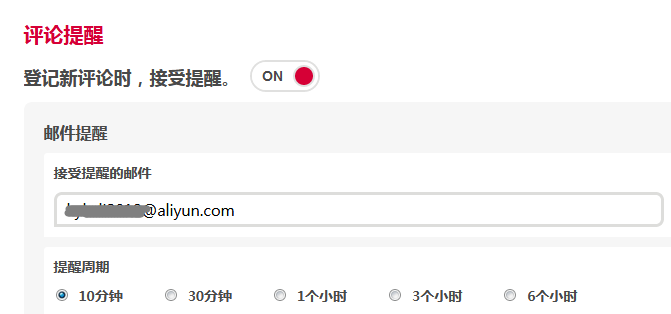 评论提醒
登记新评论时，接受提醒。 ON
邮件提醒
接受提醒的邮件
@aliyun.com
提醒周期
10分钟 30分钟 1个小时 3个小时 6个小时